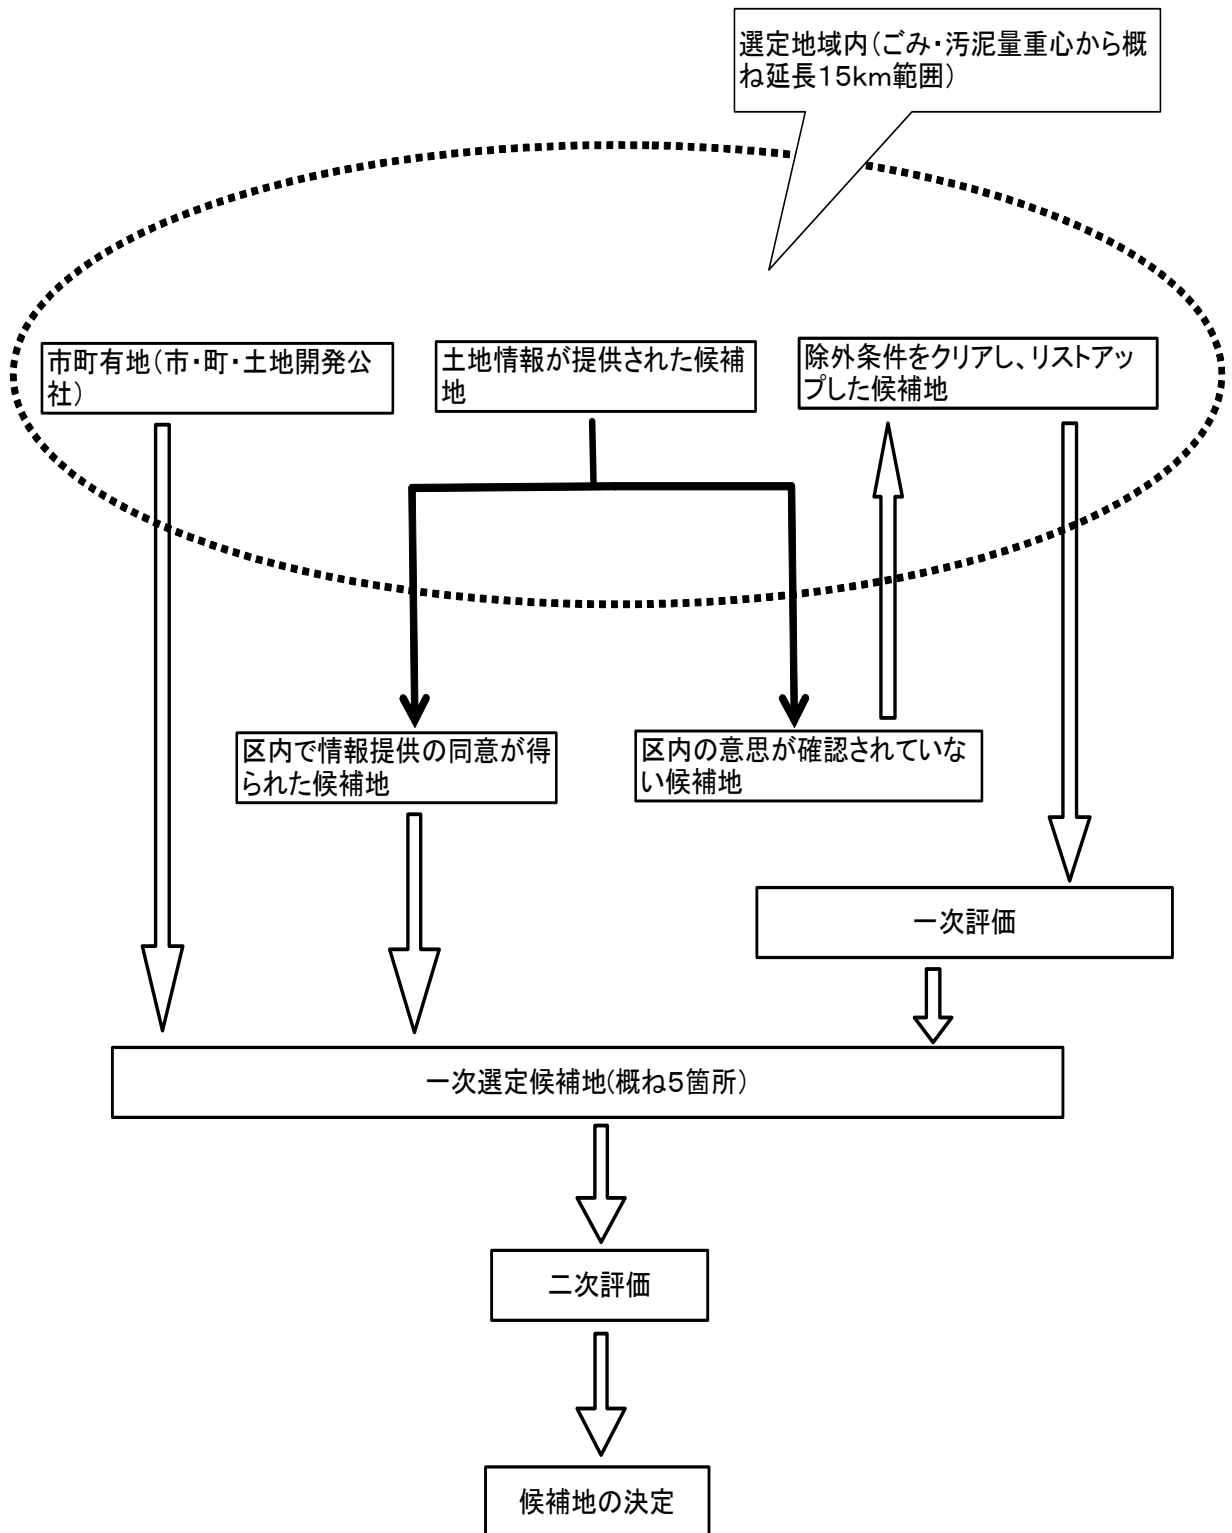 選定地域内（ごみ・汚泥量重心から概
ね延長１５ｋｍ範囲）
市町有地（市・町・土地開発公
社）
土地情報が提供された候補
地
除外条件をクリアし、リストアッ
プした候補地
区内で情報提供の同意が得
られた候補地
区内の意思が確認されていな
い候補地
一次評価
一次選定候補地(概ね５箇所）
二次評価
候補地の決定